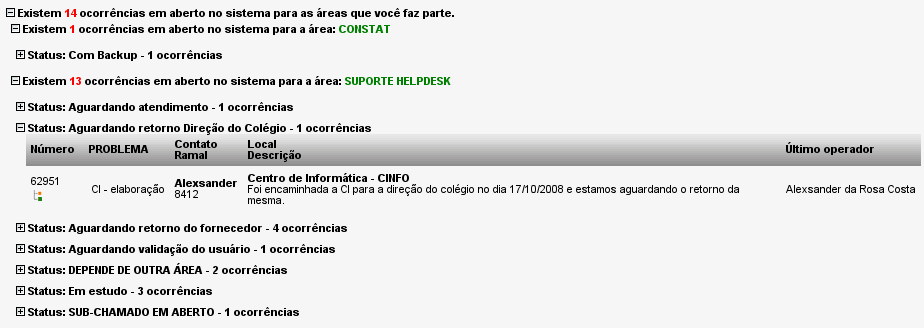 Existem 14 ocorrências em aberto no sistema para as áreas que você faz parte.
Existem 1 ocorrências em aberto no sistema para a área: CONSTAT
Status: Com Backup - 1 ocorrências
Existem 13 ocorrências em aberto no sistema para a área: SUPORTE HELPDESK
Status: Aguardando atendimento - 1 ocorrências
Status: Aguardando retorno Direção do Colégio - 1 ocorrências
Número PROBLEMA Contato Local Último operador
Ramal Descrição
62951 CI - elaboração Alexsander Centro de Informática - CINFO Alexsander da Rosa Costa
8412 Foi encaminhada a CI para a direção do colégio no dia 17/10/2008 e estamos aguardando o retorno da
mesma.
Status: Aguardando retorno do fornecedor - 4 ocorrências
Status: Aguardando validação do usuário - 1 ocorrências
Status: DEPENDE DE OUTRA ÁREA - 2 ocorrências
Status: Em estudo - 3 ocorrências
Status: SUB-CHAMADO EM ABERTO - 1 ocorrências